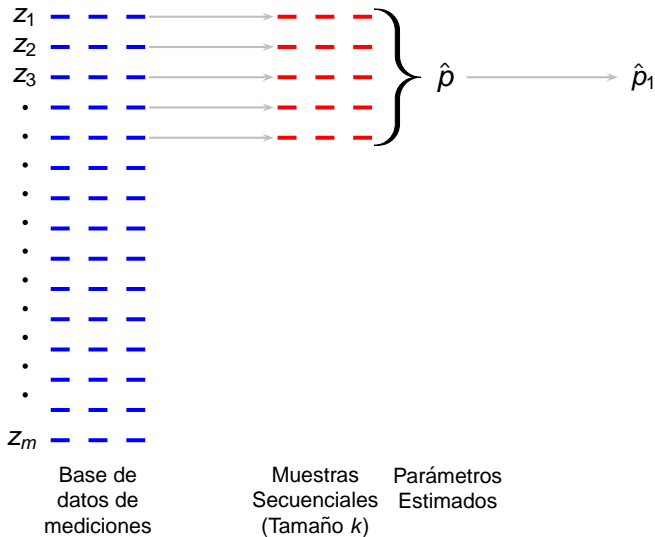 z₁
z₂
z₃
zₘ
p̂
p̂₁
Base de
datos de
mediciones
Muestras
Secuenciales
(Tamaño k)
Parámetros
Estimados